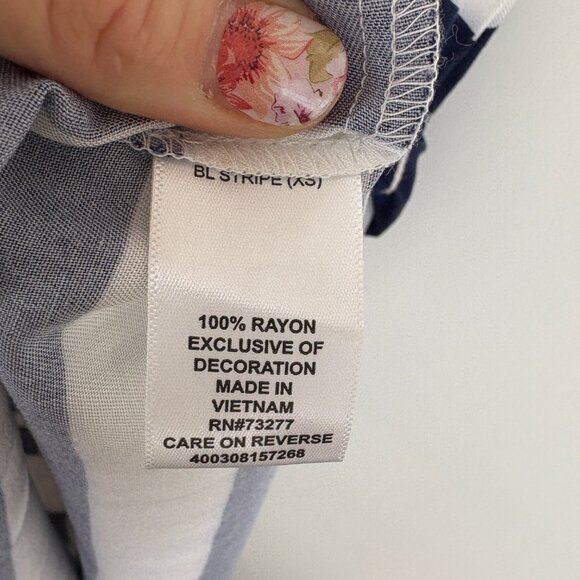 BL STRIPE (XS)
100% RAYON
EXCLUSIVE OF
DECORATION
MADE IN
VIETNAM
RN#73277
CARE ON REVERSE
400308157268